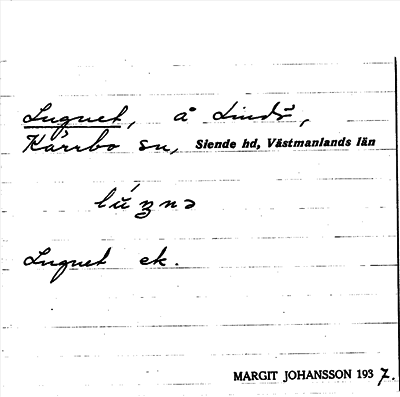 Lugnet, å Lindö,
Kärrbo sn, Siende hd, Västmanlands län
Lugnet ek.
MARGIT JOHANSSON 1937.